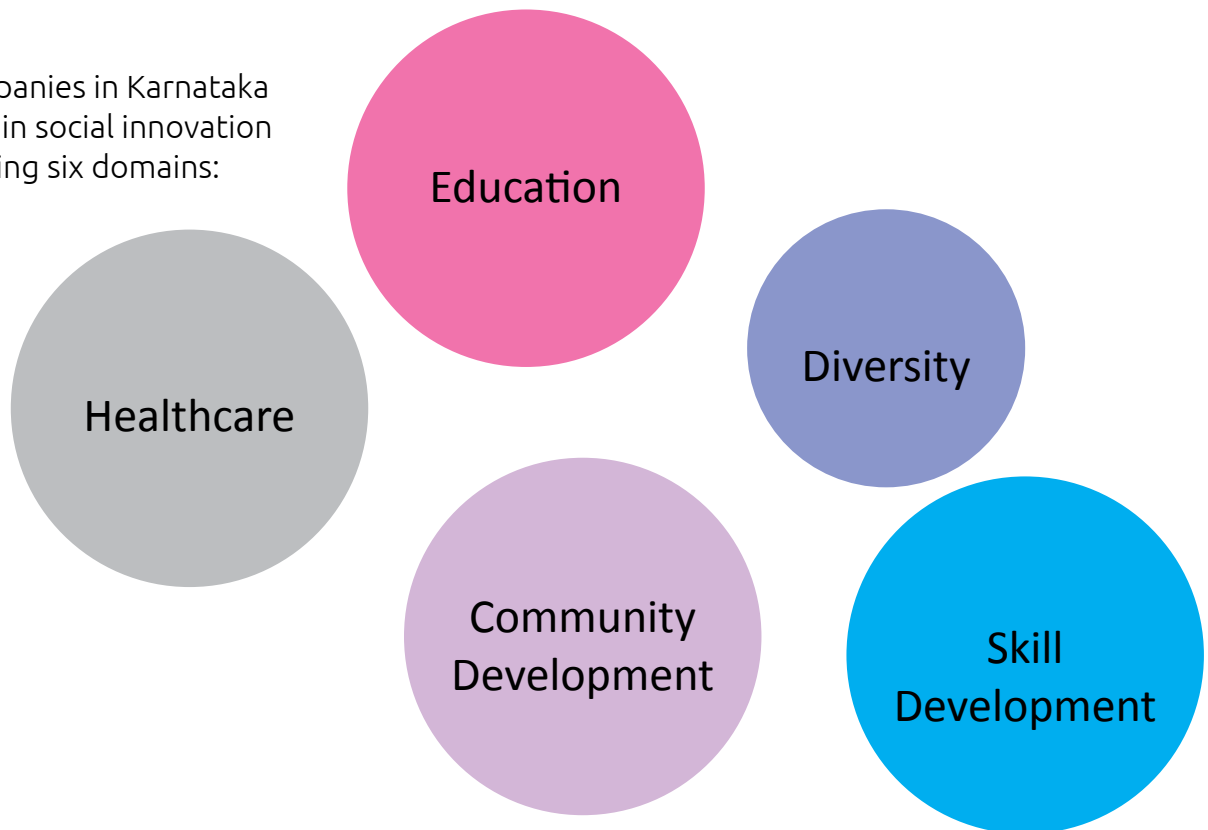 panies in Karnataka
in social innovation
ing six domains:
Education
Diversity
Healthcare
Community
Development
Skill
Development